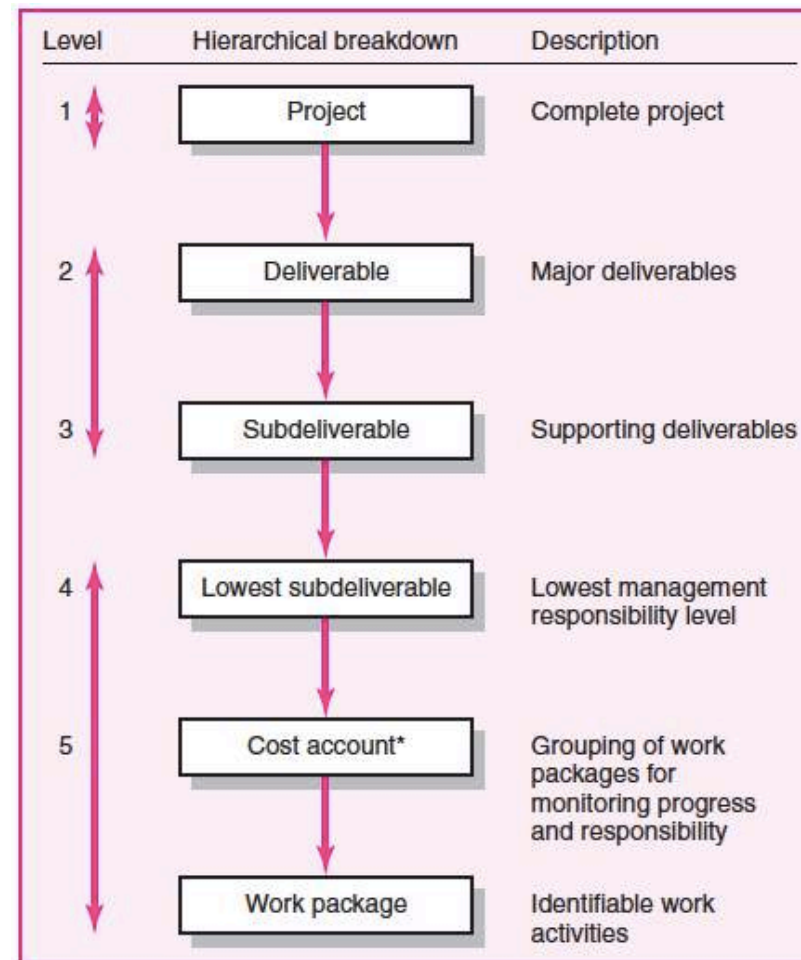 Level Hierarchical breakdown Description
1 Project Complete project
2 Deliverable Major deliverables
3 Subdeliverable Supporting deliverables
4 Lowest subdeliverable Lowest management
responsibility level
5 Cost account* Grouping of work
packages for
monitoring progress
and responsibility
Work package Identifiable work
activities